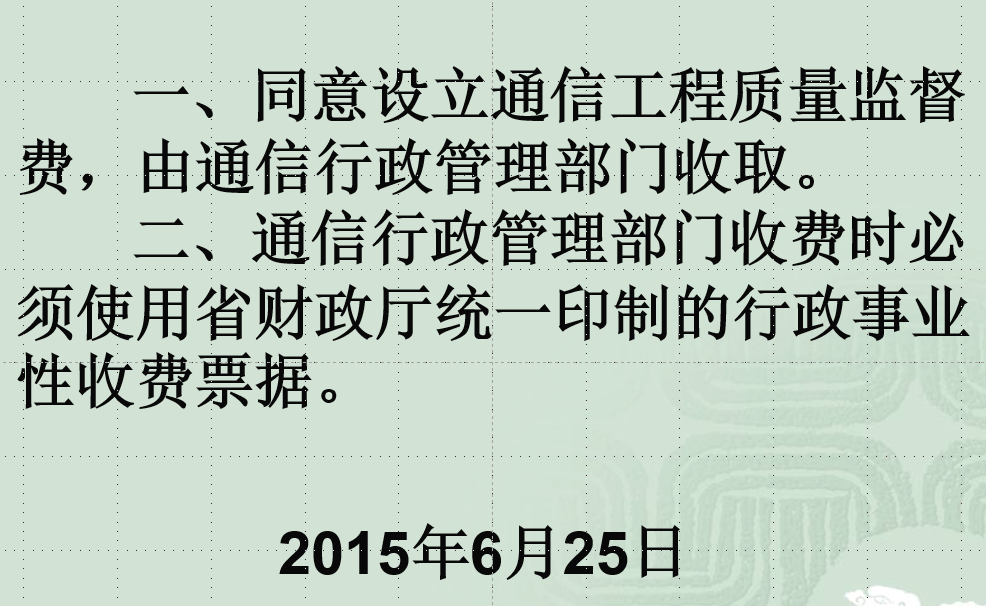 一、同意设立通信工程质量监督
费，由通信行政管理部门收取。
二、通信行政管理部门收费时必
须使用省财政厅统一印制的行政事业
性收费票据。
2015年6月25日